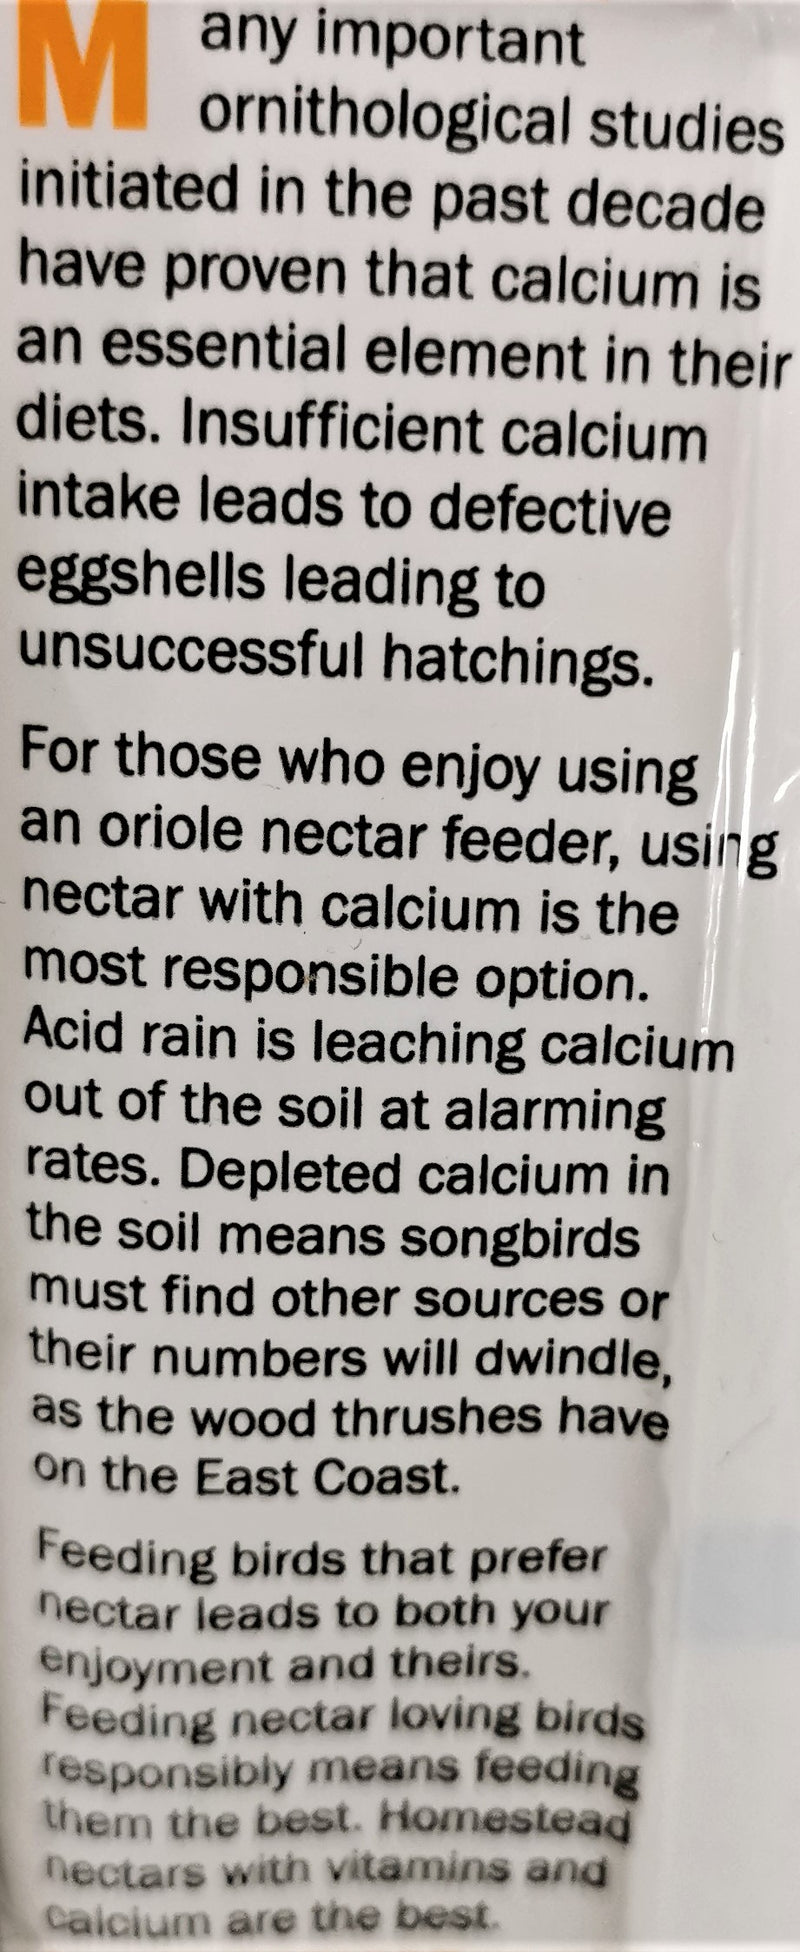 Many important
ornithological studies
initiated in the past decade
have proven that calcium is
an essential element in their
diets. Insufficient calcium
intake leads to defective
eggshells leading to
unsuccessful hatchings.
For those who enjoy using
an oriole nectar feeder, using
nectar with calcium is the
most responsible option.
Acid rain is leaching calcium
out of the soil at alarming
rates. Depleted calcium in
the soil means songbirds
must find other sources or
their numbers will dwindle,
as the wood thrushes have
on the East Coast.
Feeding birds that prefer
nectar leads to both your
enjoyment and theirs.
Feeding nectar loving birds
responsibly means feeding
them the best. Homestead
nectars with vitamins and
calcium are the best.